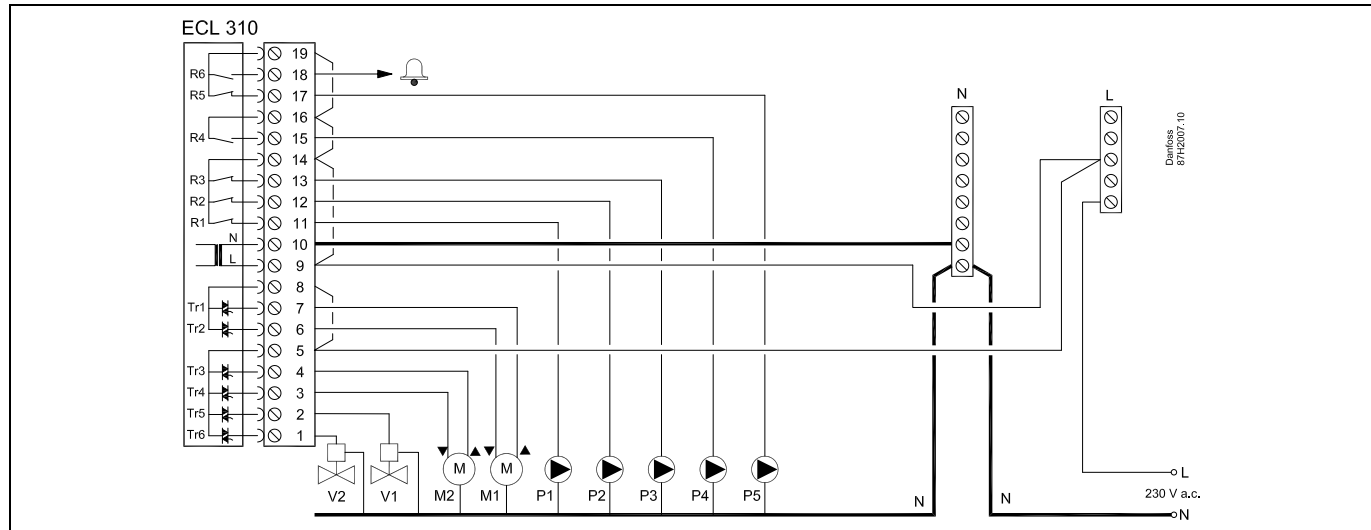 ECL 310
19
R6 18
R5 17
16
R4 15
14
R3 13
R2 12
R1 11
N 10
L 9
8
Tr1 7
Tr2 6
5
Tr3 4
Tr4 3
Tr5 2
Tr6 1
N
L
Danfoss
87H2007.10
M M
V2 V1 M2 M1 P1 P2 P3 P4 P5
N N
L
230 V a.c.
N